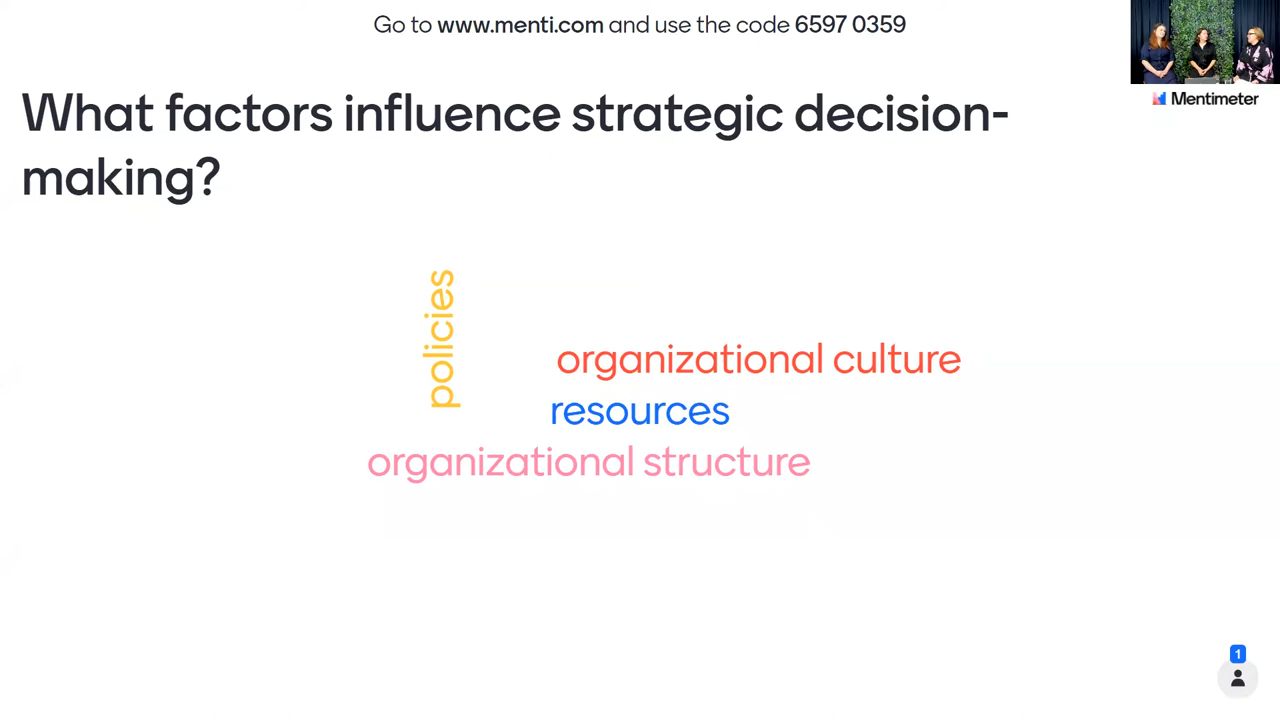 Go to www.menti.com and use the code 6597 0359
Mentimeter
What factors influence strategic decision-
making?
policies
organizational culture
resources
organizational structure
1